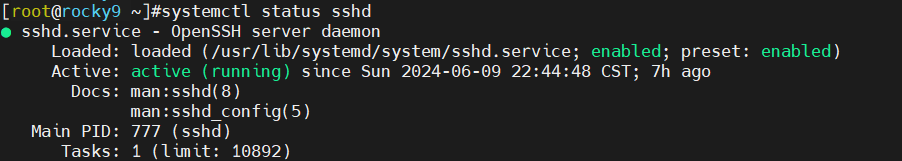 [root@rocky9 ~]#systemctl status sshd
● sshd.service - OpenSSH server daemon
Loaded: loaded (/usr/lib/systemd/system/sshd.service; enabled; preset: enabled)
Active: active (running) since Sun 2024-06-09 22:44:48 CST; 7h ago
Docs: man:sshd(8)
man:sshd_config(5)
Main PID: 777 (sshd)
Tasks: 1 (limit: 10892)